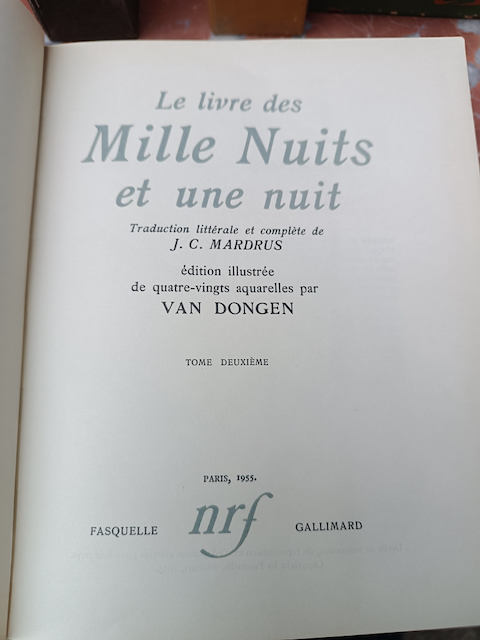 Le livre des
Mille Nuits
et une nuit
Traduction littérale et complète de
J. C. MARDRUS
édition illustrée
de quatre-vingts aquarelles par
VAN DONGEN
TOME DEUXIÈME
PARIS, 1955.
FASQUELLE nrf GALLIMARD